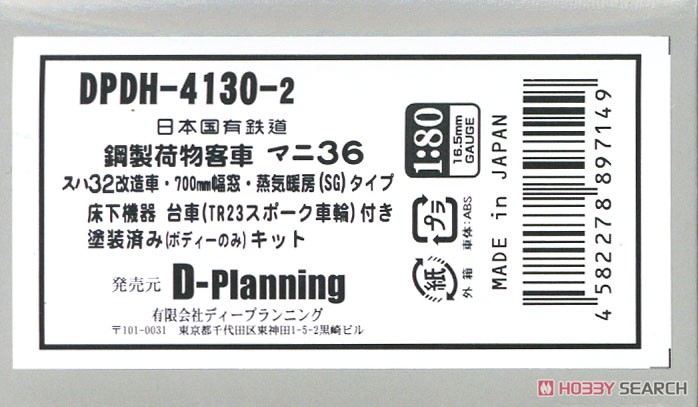 DPDH-4130-2
日本国有鉄道
鋼製荷物客車 マニ36
スハ32改造車・700mm幅窓・蒸気暖房(SG)タイプ
床下機器 台車(TR23スポーク車輪)付き
塗装済み(ボディーのみ)キット
発売元 D-Planning
有限会社ディープランニング
〒101-0031 東京都千代田区東神田1-5-2黒崎ビル
1:80
16.5mm
GAUGE
プラ
車体:ABS
紙
外箱
MADE in JAPAN
4 582278 897149
HOBBY SEARCH